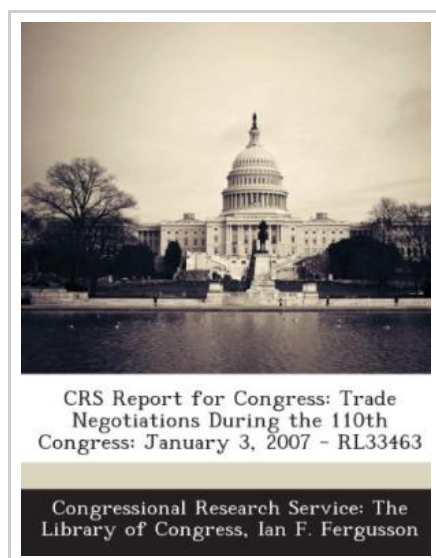 CRS Report for Congress: Trade
Negotiations During the 110th
Congress: January 3, 2007 - RL33463
Congressional Research Service: The
Library of Congress, Ian F. Fergusson